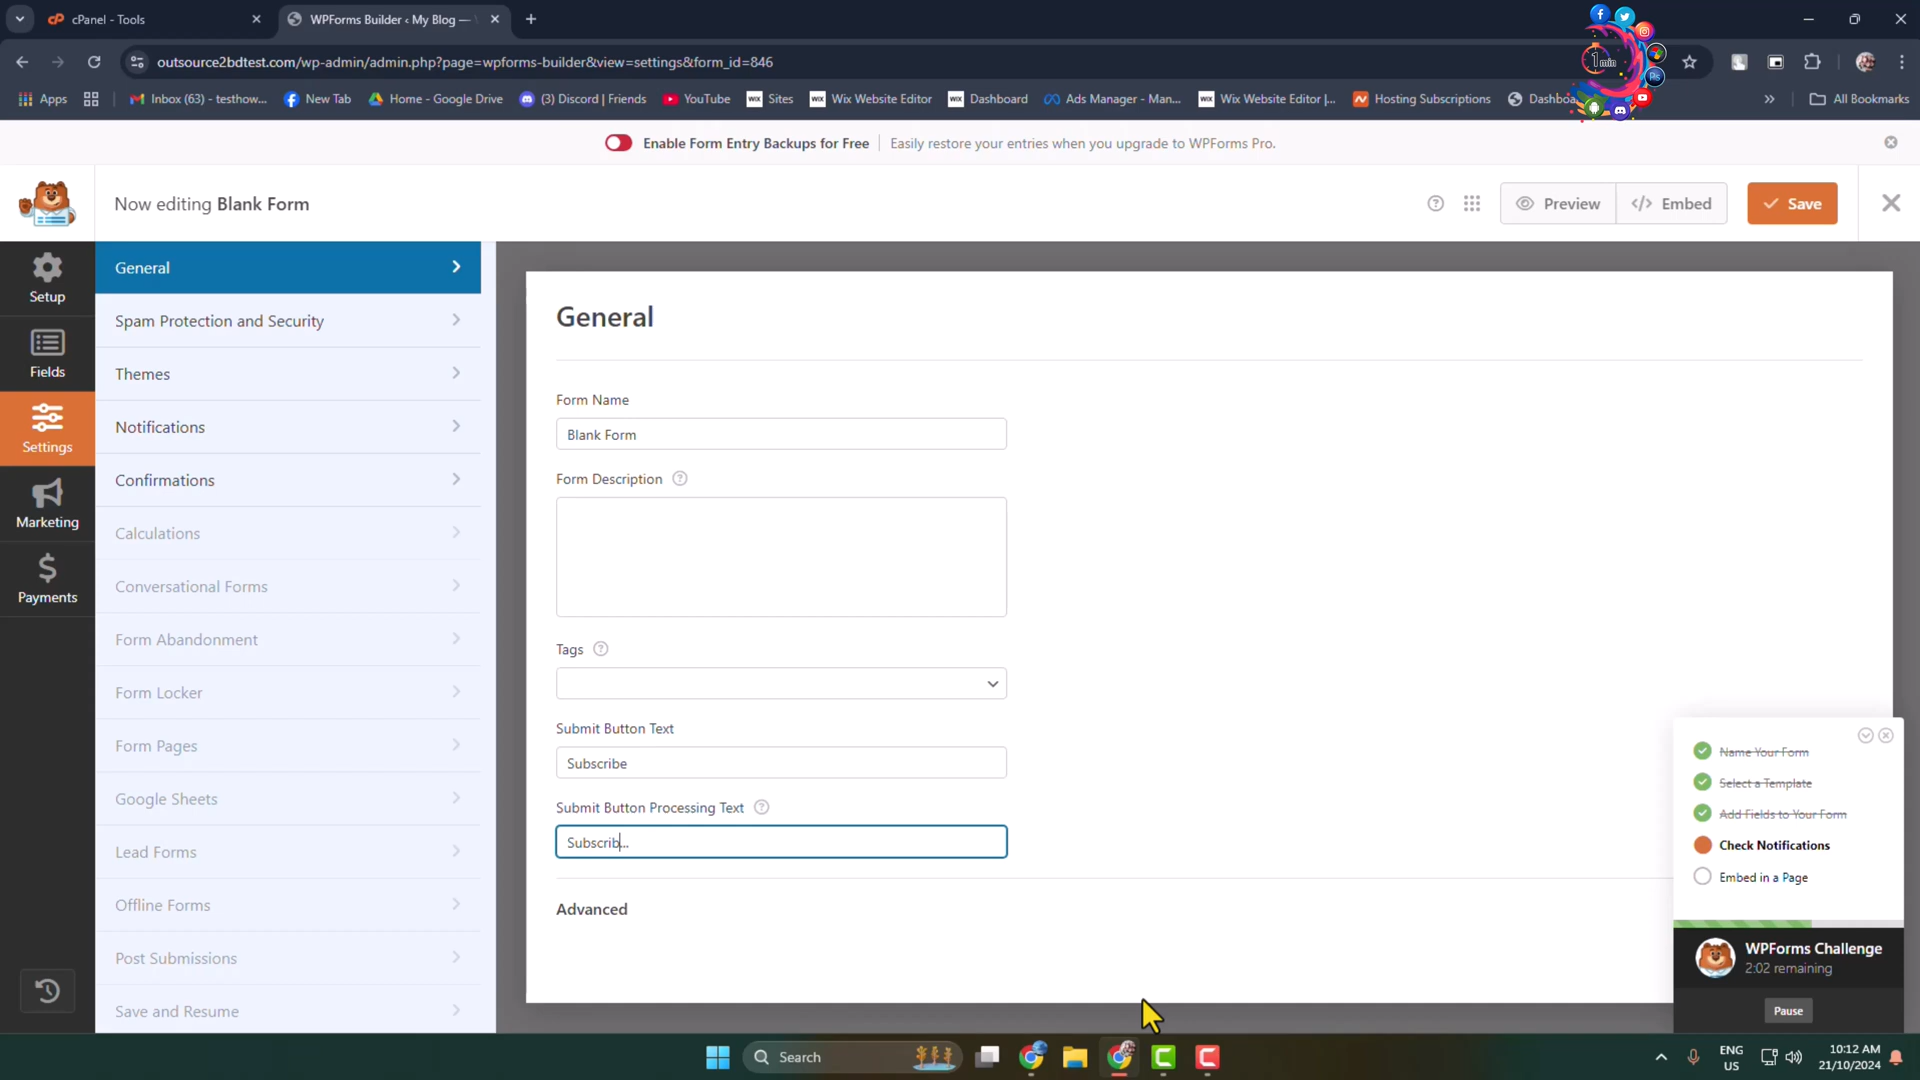 cPanel - Tools
WPForms Builder ‹ My Blog —
outsource2bdtest.com/wp-admin/admin.php?page=wpforms-builder&view=settings&form_id=846
1min
Ps
Apps
Inbox (63) - testhow...
New Tab
Home - Google Drive
(3) Discord | Friends
YouTube
WIX Sites
WIX Wix Website Editor
WIX Dashboard
Ads Manager - Man...
WIX Wix Website Editor |...
Hosting Subscriptions
Dashboa
All Bookmarks
Enable Form Entry Backups for Free
Easily restore your entries when you upgrade to WPForms Pro.
Now editing Blank Form
Preview
Embed
Save
Setup
Fields
Settings
Marketing
Payments
General
Spam Protection and Security
Themes
Notifications
Confirmations
Calculations
Conversational Forms
Form Abandonment
Form Locker
Form Pages
Google Sheets
Lead Forms
Offline Forms
Post Submissions
Save and Resume
General
Form Name
Blank Form
Form Description
Tags
Submit Button Text
Subscribe
Submit Button Processing Text
Subscrib...
Advanced
Name Your Form
Select a Template
Add Fields to Your Form
Check Notifications
Embed in a Page
WPForms Challenge
2:02 remaining
Pause
Search
ENG
US
10:12 AM
21/10/2024